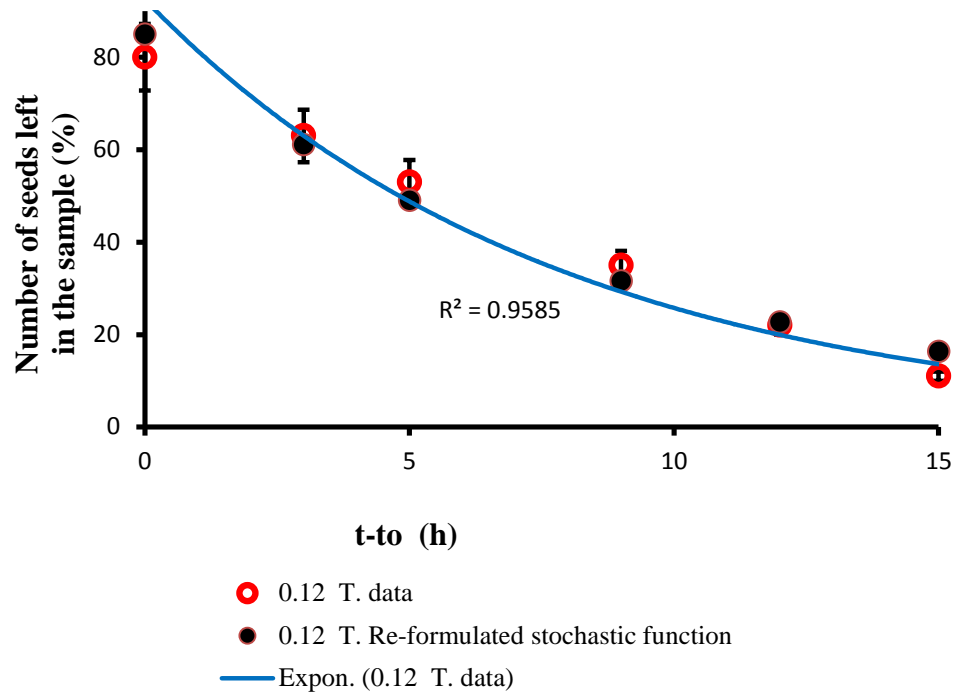 Number of seeds left
in the sample (%)
80
60
40
20
0
R² = 0.9585
0 5 10 15
t-to (h)
0.12 T. data
0.12 T. Re-formulated stochastic function
Expon. (0.12 T. data)